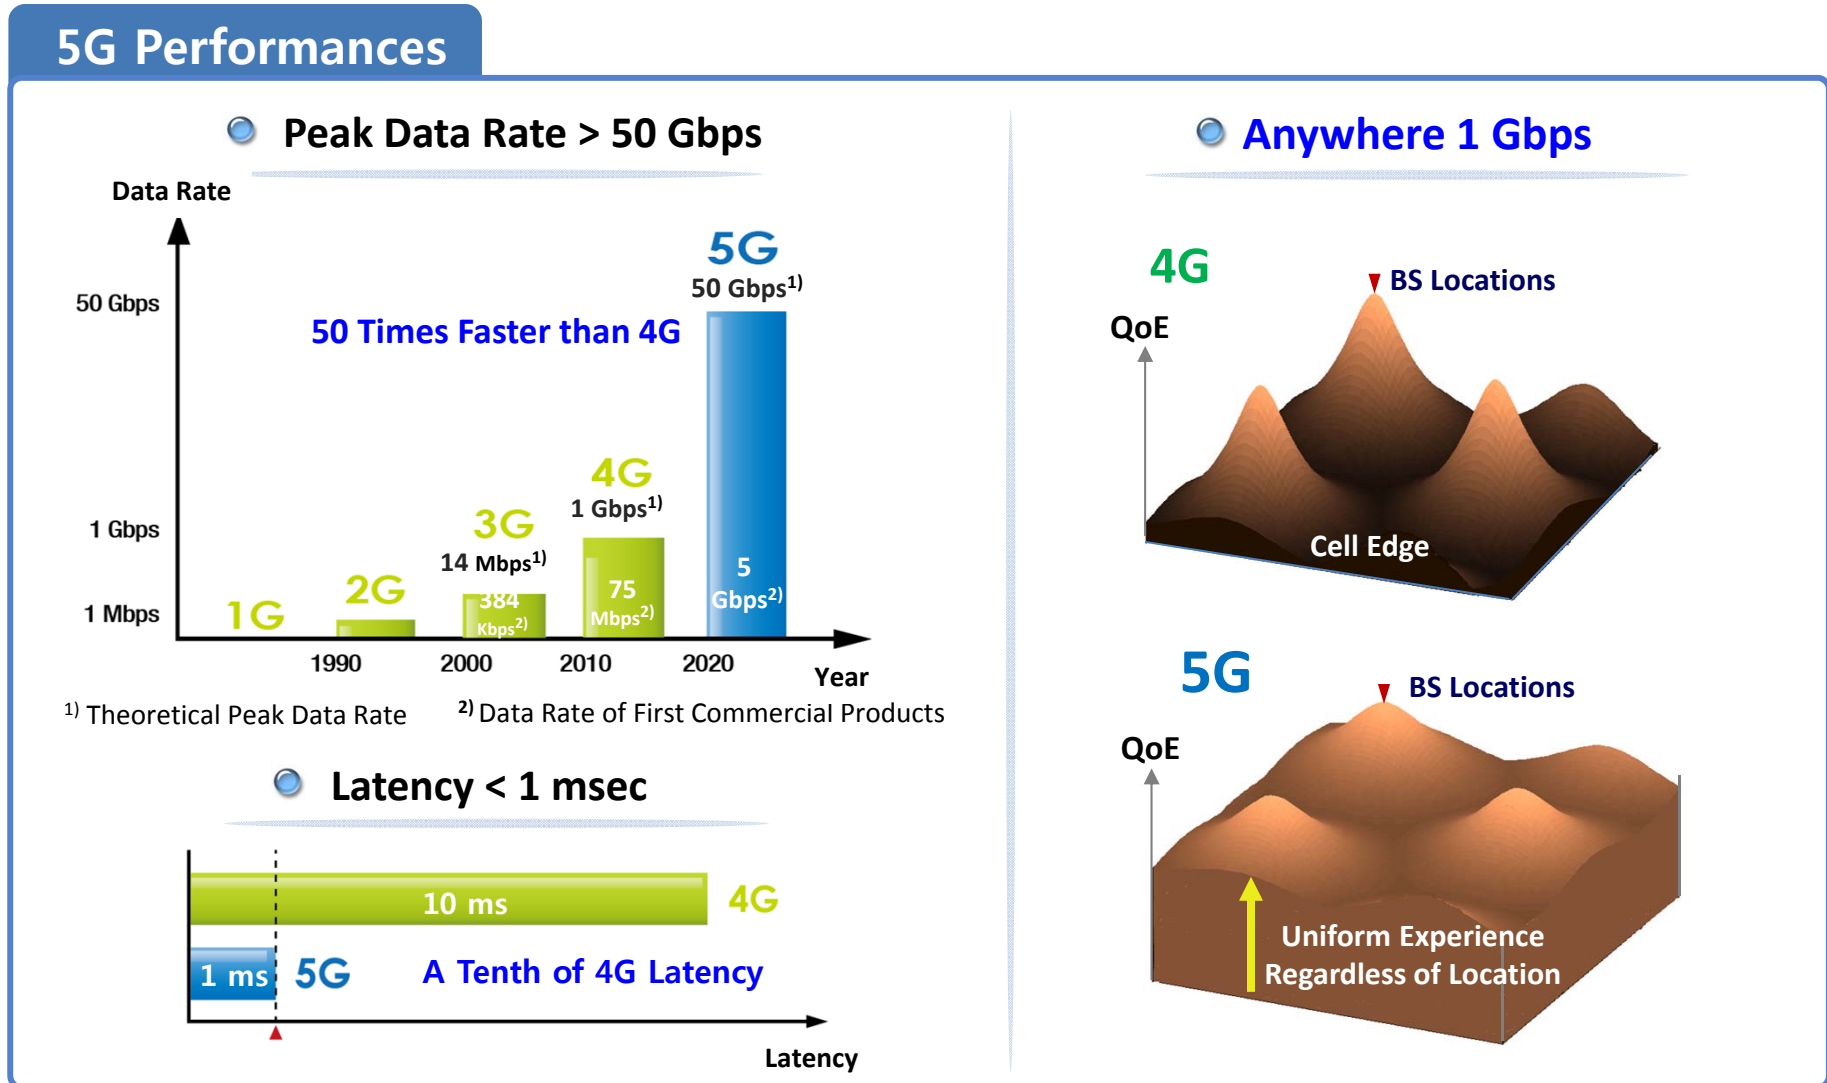 5G Performances
Peak Data Rate > 50 Gbps
Data Rate
50 Gbps
1 Gbps
1 Mbps
50 Times Faster than 4G
1G
2G
3G
14 Mbps1)
384
Kbps2)
4G
1 Gbps1)
75
Mbps2)
5G
50 Gbps1)
5
Gbps2)
1990
2000
2010
2020
Year
1) Theoretical Peak Data Rate
2) Data Rate of First Commercial Products
Latency < 1 msec
10 ms
4G
1 ms
5G
A Tenth of 4G Latency
Latency
Anywhere 1 Gbps
4G
BS Locations
QoE
Cell Edge
5G
BS Locations
QoE
Uniform Experience
Regardless of Location